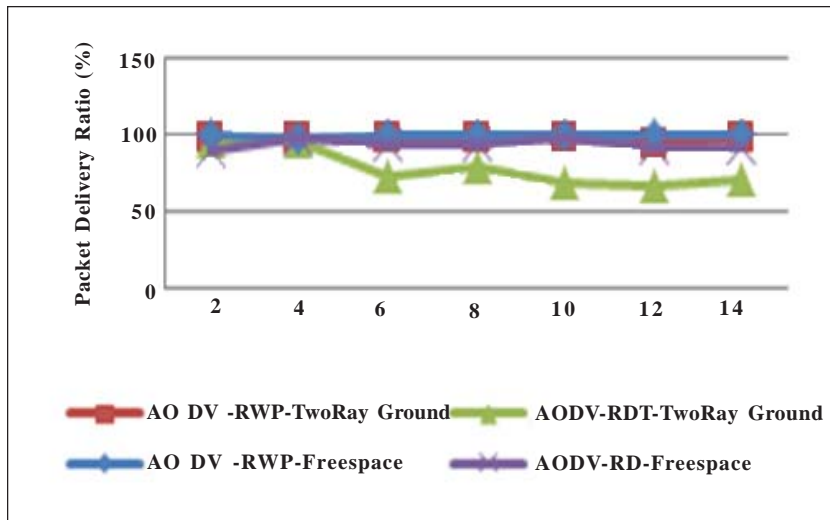 Packet Delivery Ratio (%)
150
100
50
0
2 4 6 8 10 12 14
AO DV -RWP-TwoRay Ground
AODV-RDT-TwoRay Ground
AO DV -RWP-Freespace
AODV-RD-Freespace